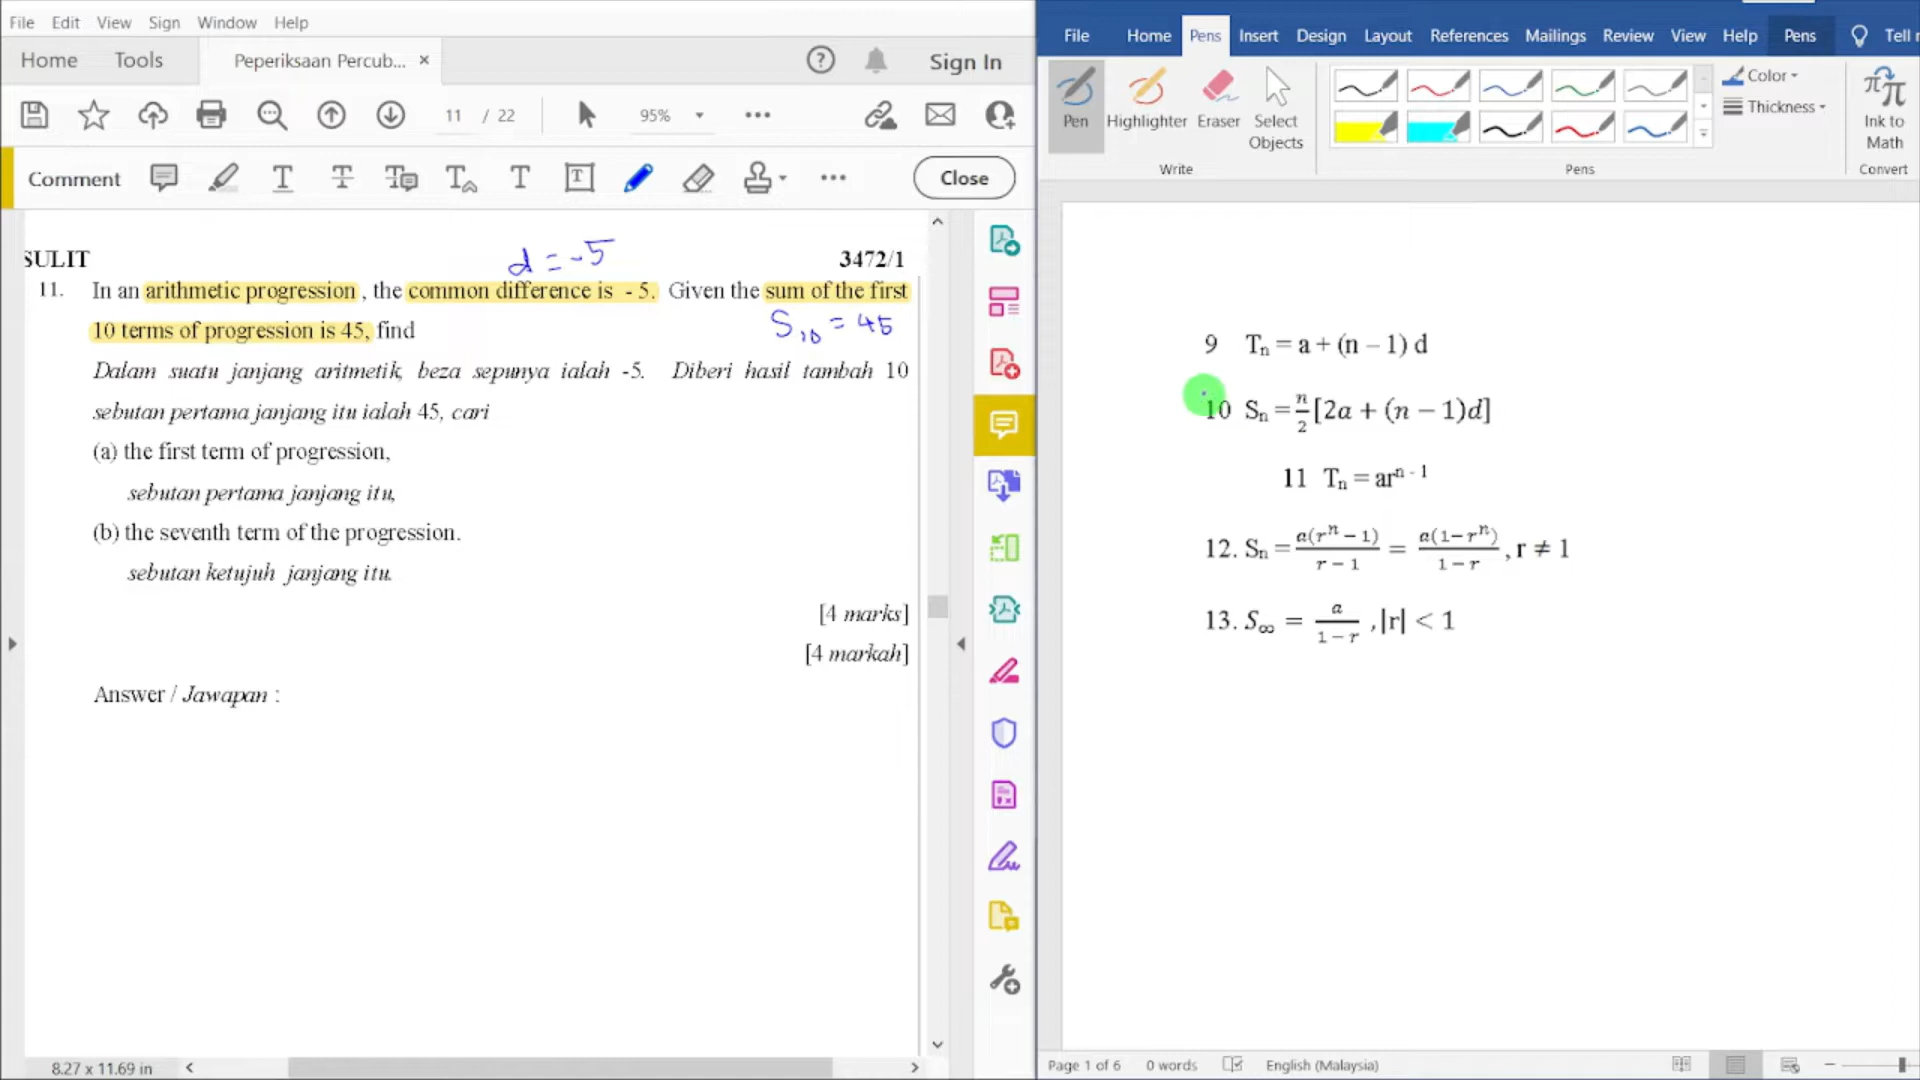 File Edit View Sign Window Help
Home Tools Peperiksaan Percub... × Sign In
11 / 22 95%
Comment Close
SULIT 3472/1
d = -5
11. In an arithmetic progression , the common difference is - 5. Given the sum of the first
10 terms of progression is 45, find
S10 = 45
Dalam suatu janjang aritmetik, beza sepunya ialah -5. Diberi hasil tambah 10
sebutan pertama janjang itu ialah 45, cari
(a) the first term of progression,
sebutan pertama janjang itu,
(b) the seventh term of the progression.
sebutan ketujuh janjang itu.
[4 marks]
[4 markah]
Answer / Jawapan :
8.27 x 11.69 in
File Home Pens Insert Design Layout References Mailings Review View Help Pens Tell
Pen Highlighter Eraser Select Objects
Color
Thickness
Ink to Math
Write Pens Convert
9 Tn = a + (n – 1) d
10 Sn = n/2 [2a + (n − 1)d]
11 Tn = ar^n - 1
12. Sn = a(r^n − 1)/r − 1 = a(1−r^n)/1 − r , r ≠ 1
13. S∞ = a/1 − r , |r| < 1
Page 1 of 6 0 words English (Malaysia)